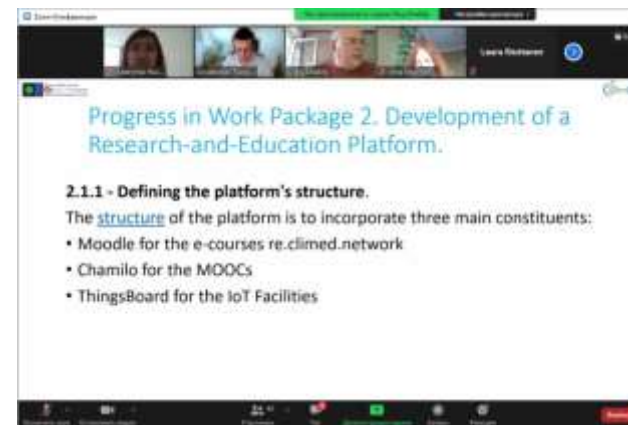 Progress in Work Package 2. Development of a
Research-and-Education Platform.
2.1.1 - Defining the platform's structure.
The structure of the platform is to incorporate three main constituents:
• Moodle for the e-courses re.climed.network
• Chamilo for the MOOCs
• ThingsBoard for the IoT Facilities